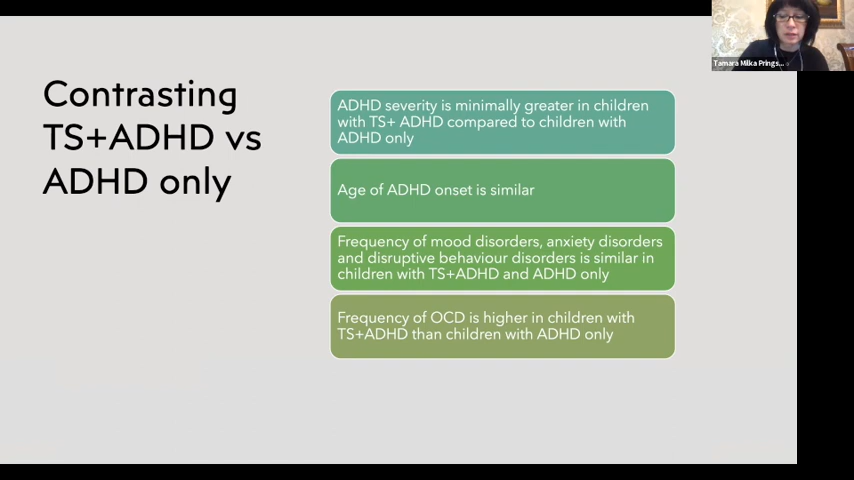 Contrasting
TS+ADHD vs
ADHD only
ADHD severity is minimally greater in children
with TS+ ADHD compared to children with
ADHD only
Age of ADHD onset is similar
Frequency of mood disorders, anxiety disorders
and disruptive behaviour disorders is similar in
children with TS+ADHD and ADHD only
Frequency of OCD is higher in children with
TS+ADHD than children with ADHD only
Tamara Milka Prings...